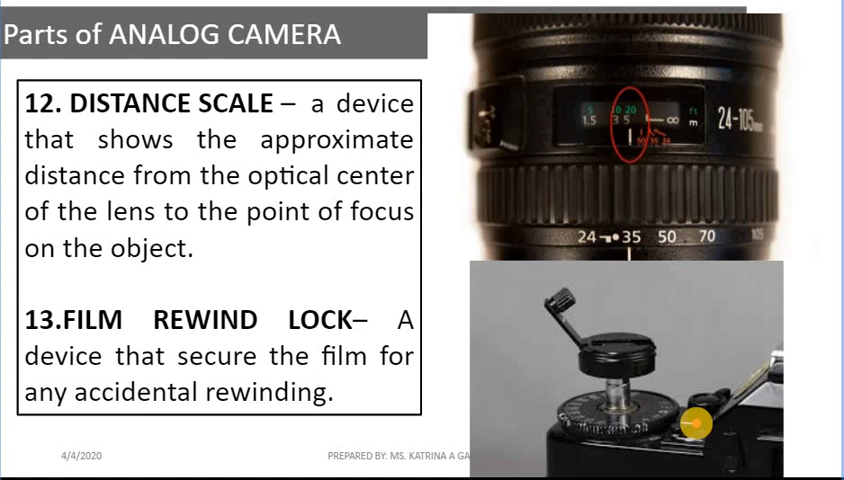 Parts of ANALOG CAMERA
12. DISTANCE SCALE – a device
that shows the approximate
distance from the optical center
of the lens to the point of focus
on the object.
13.FILM REWIND LOCK– A
device that secure the film for
any accidental rewinding.
5 10 20 ft
1.5 3 5 ∞ m
24-105mm
24 35 50 70 105
4/4/2020
PREPARED BY: MS. KATRINA A